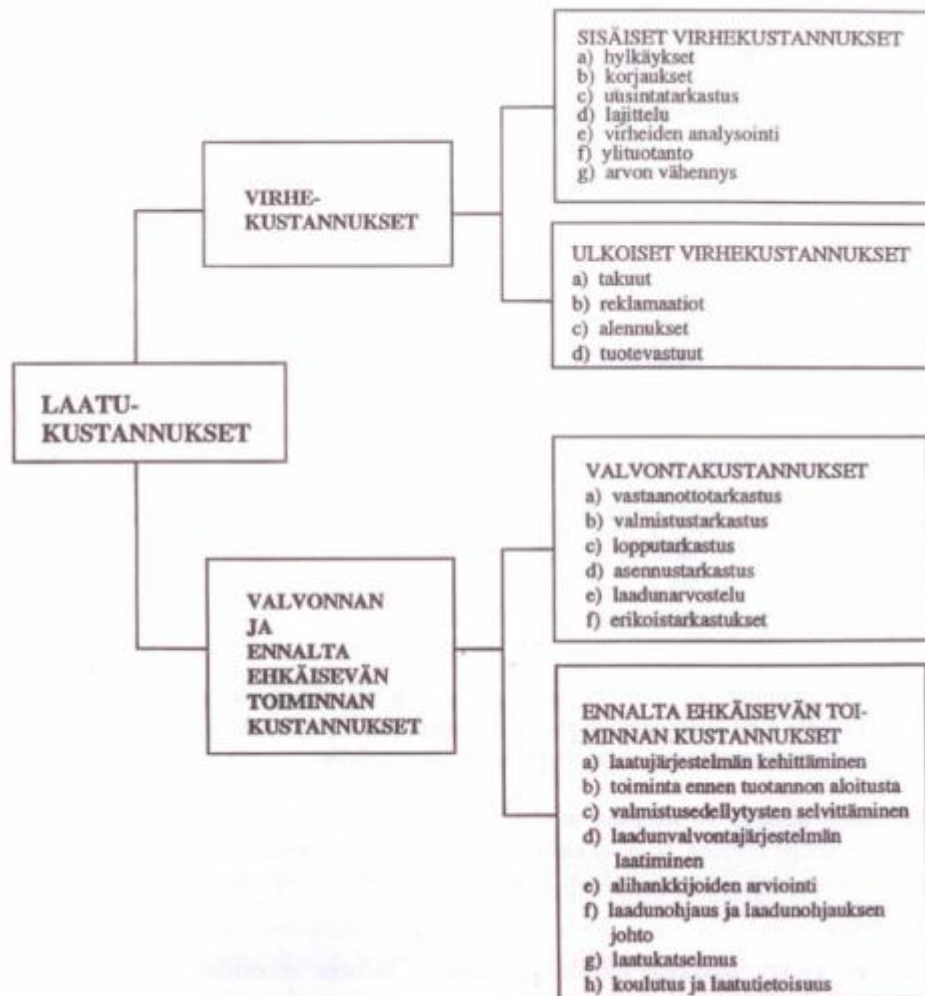 LAATU-
KUSTANNUKSET
VIRHE-
KUSTANNUKSET
SISÄISET VIRHEKUSTANNUKSET
a) hylkäykset
b) korjaukset
c) uusintatarkastus
d) lajittelu
e) virheiden analysointi
f) ylituotanto
g) arvon vähennys
ULKOISET VIRHEKUSTANNUKSET
a) takuut
b) reklamaatiot
c) alennukset
d) tuotevastuut
VALVONNAN
JA
ENNALTA
EHKÄISEVÄN
TOIMINNAN
KUSTANNUKSET
VALVONTAKUSTANNUKSET
a) vastaanottotarkastus
b) valmistustarkastus
c) lopputarkastus
d) asennustarkastus
e) laadunarvostelu
f) erikoistarkastukset
ENNALTA EHKÄISEVÄN TOI-
MINNAN KUSTANNUKSET
a) laatujärjestelmän kehittäminen
b) toiminta ennen tuotannon aloitusta
c) valmistusedellytysten selvittäminen
d) laadunvalvontajärjestelmän
laatiminen
e) alihankkijoiden arviointi
f) laadunohjaus ja laadunohjauksen
johto
g) laatukatselmus
h) koulutus ja laatutietoisuus